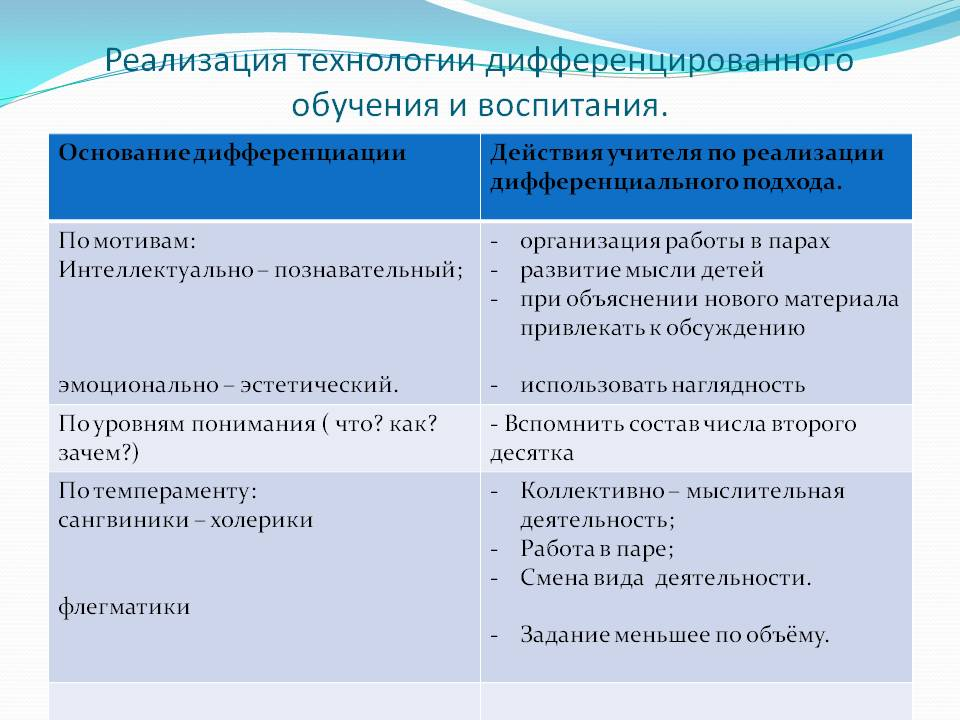 Реализация технологии дифференцированного
обучения и воспитания.
Основание дифференциации
Действия учителя по реализации
дифференциального подхода.
По мотивам:
Интеллектуально – познавательный;
эмоционально – эстетический.
- организация работы в парах
- развитие мысли детей
- при объяснении нового материала
привлекать к обсуждению
- использовать наглядность
По уровням понимания ( что? как?
зачем?)
- Вспомнить состав числа второго
десятка
По темпераменту:
сангвиники – холерики
флегматики
- Коллективно – мыслительная
деятельность;
- Работа в паре;
- Смена вида деятельности.
- Задание меньшее по объёму.